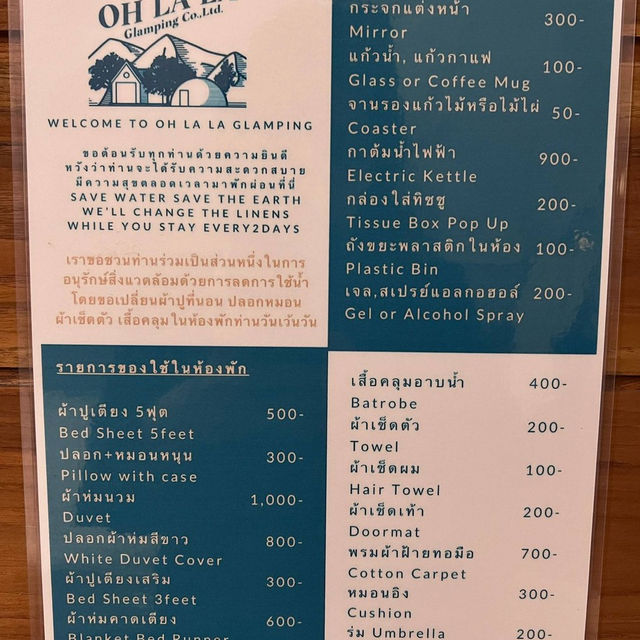 OH LA LA
Glamping Co.,Ltd.
WELCOME TO OH LA LA GLAMPING
ขอต้อนรับทุกท่านด้วยความยินดี
หวังว่าท่านจะได้รับความสะดวกสบาย
มีความสุขตลอดเวลามาพักผ่อนที่นี่
SAVE WATER SAVE THE EARTH
WE'LL CHANGE THE LINENS
WHILE YOU STAY EVERY2DAYS
เราขอชวนท่านร่วมเป็นส่วนหนึ่งในการ
อนุรักษ์สิ่งแวดล้อมด้วยการลดการใช้น้ำ
โดยขอเปลี่ยนผ้าปูที่นอน ปลอกหมอน
ผ้าเช็ดตัว เสื้อคลุมในห้องพักท่านวันเว้นวัน
กระจกแต่งหน้า 300-
Mirror
แก้วน้ำ, แก้วกาแฟ 100-
Glass or Coffee Mug
จานรองแก้วไม้หรือไม้ไผ่ 50-
Coaster
กาต้มน้ำไฟฟ้า 900-
Electric Kettle
กล่องใส่ทิชชู 200-
Tissue Box Pop Up
ถังขยะพลาสติกในห้อง 100-
Plastic Bin
เจล,สเปรย์แอลกอฮอล์ 200-
Gel or Alcohol Spray
รายการของใช้ในห้องพัก
ผ้าปูเตียง 5ฟุต 500-
Bed Sheet 5feet
ปลอก+หมอนหนุน 300-
Pillow with case
ผ้าห่มนวม 1,000-
Duvet
ปลอกผ้าห่มสีขาว 800-
White Duvet Cover
ผ้าปูเตียงเสริม 300-
Bed Sheet 3feet
ผ้าห่มคาดเตียง 600-
Blanket Bed Runner
เสื้อคลุมอาบน้ำ 400-
Batrobe
ผ้าเช็ดตัว 200-
Towel
ผ้าเช็ดผม 100-
Hair Towel
ผ้าเช็ดเท้า 200-
Doormat
พรมผ้าฝ้ายทอมือ 700-
Cotton Carpet
หมอนอิง 300-
Cushion
ร่ม Umbrella 200-